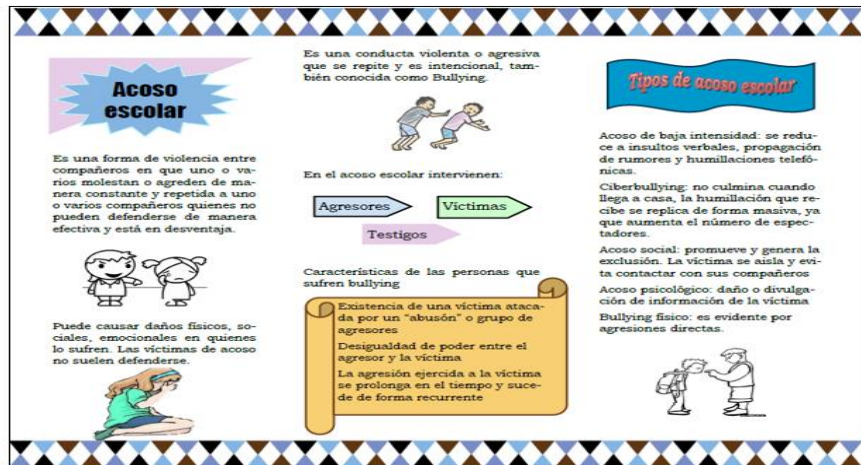 Acoso
escolar
Es una forma de violencia entre
compañeros en que uno o va-
rios molestan o agreden de ma-
nera constante y repetida a uno
o varios compañeros quienes no
pueden defenderse de manera
efectiva y está en desventaja.
Puede causar daños físicos, so-
ciales, emocionales en quienes
lo sufren. Las víctimas de acoso
no suelen defenderse.
Es una conducta violenta o agresiva
que se repite y es intencional, tam-
bién conocida como Bullying.
En el acoso escolar intervienen:
Agresores
Víctimas
Testigos
Características de las personas que
sufren bullying
Existencia de una víctima ataca-
da por un "abusón" o grupo de
agresores
Desigualdad de poder entre el
agresor y la víctima
La agresión ejercida a la víctima
se prolonga en el tiempo y suce-
de de forma recurrente
Tipos de acoso escolar
Acoso de baja intensidad: se redu-
ce a insultos verbales, propagación
de rumores y humillaciones telefó-
nicas.
Ciberbullying: no culmina cuando
llega a casa, la humillación que re-
cibe se replica de forma masiva, ya
que aumenta el número de espec-
tadores.
Acoso social: promueve y genera la
exclusión. La víctima se aisla y evi-
ta contactar con sus compañeros
Acoso psicológico: daño o divulga-
ción de información de la víctima
Bullying físico: es evidente por
agresiones directas.